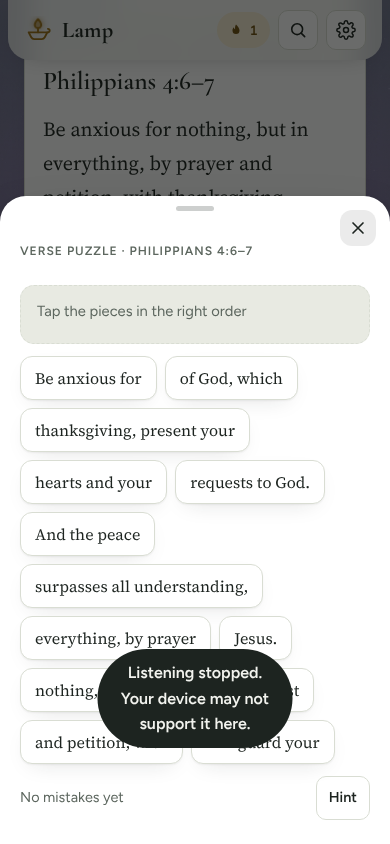 Lamp
1
Philippians 4:6–7
Be anxious for nothing, but in
everything, by prayer and
petition, with thanksgiving
VERSE PUZZLE · PHILIPPIANS 4:6–7
Tap the pieces in the right order
Be anxious for
of God, which
thanksgiving, present your
hearts and your
requests to God.
And the peace
surpasses all understanding,
everything, by prayer
Jesus.
nothing,
and petition,
guard your
Listening stopped.
Your device may not
support it here.
No mistakes yet
Hint